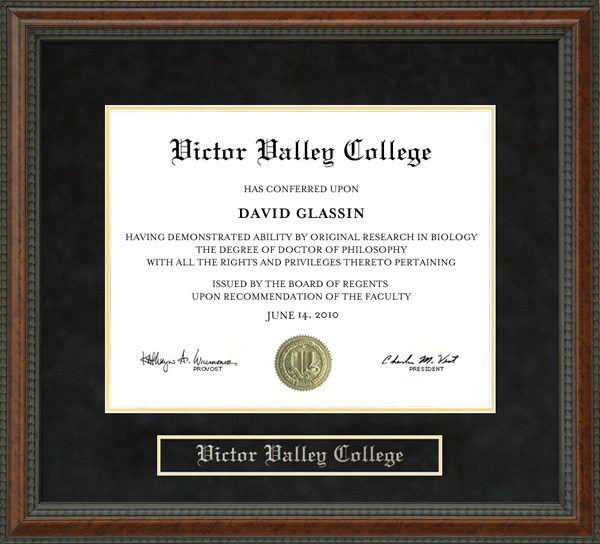 Victor Valley College
HAS CONFERRED UPON
DAVID GLASSIN
HAVING DEMONSTRATED ABILITY BY ORIGINAL RESEARCH IN BIOLOGY
THE DEGREE OF DOCTOR OF PHILOSOPHY
WITH ALL THE RIGHTS AND PRIVILEGES THERETO PERTAINING
ISSUED BY THE BOARD OF REGENTS
UPON RECOMMENDATION OF THE FACULTY
JUNE 14, 2010
PROVOST
PRESIDENT
Victor Valley College